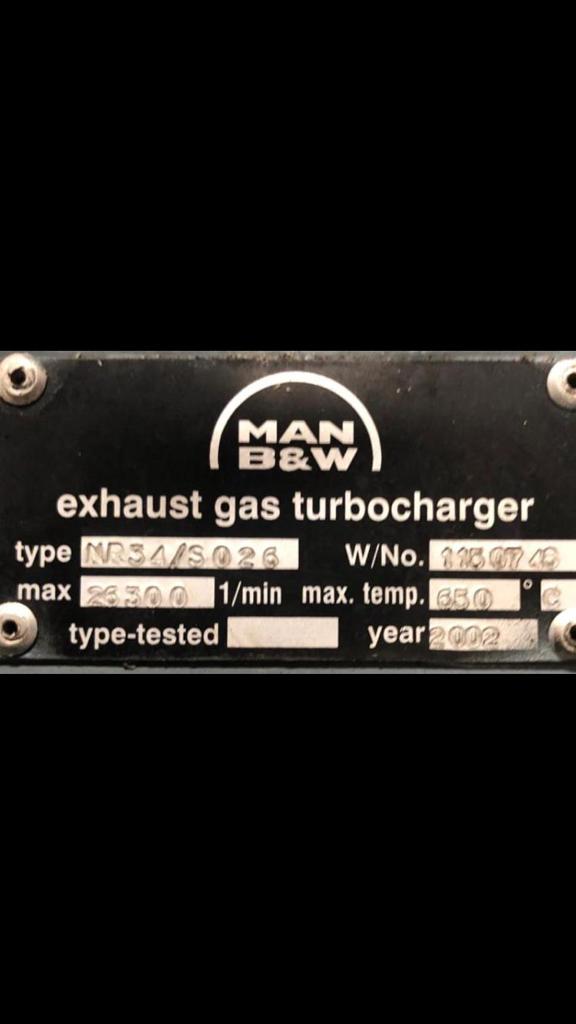 MAN
B&W
exhaust gas turbocharger
type NR34/S026 W/No.
max 26300 1/min max. temp. 650 ° C
type-tested year 2002